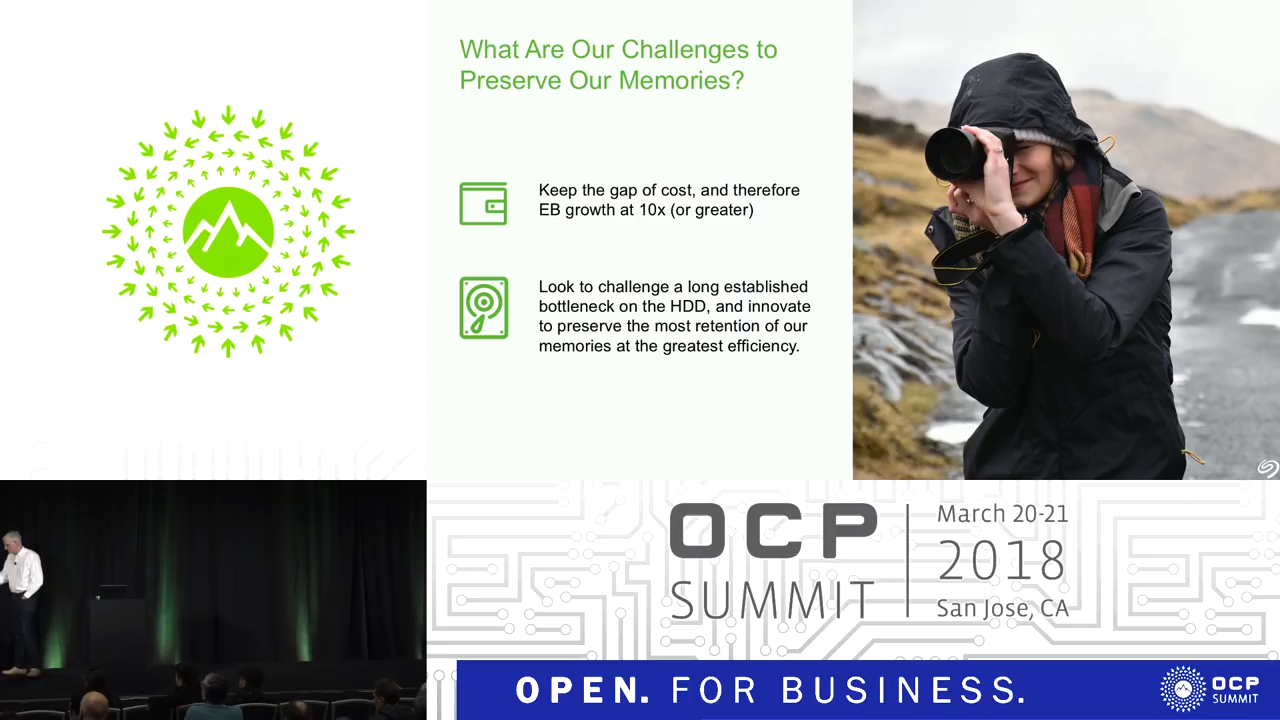 What Are Our Challenges to
Preserve Our Memories?
Keep the gap of cost, and therefore
EB growth at 10x (or greater)
Look to challenge a long established
bottleneck on the HDD, and innovate
to preserve the most retention of our
memories at the greatest efficiency.
OCP
SUMMIT
March 20-21
2018
San Jose, CA
OPEN. FOR BUSINESS.
OCP
SUMMIT